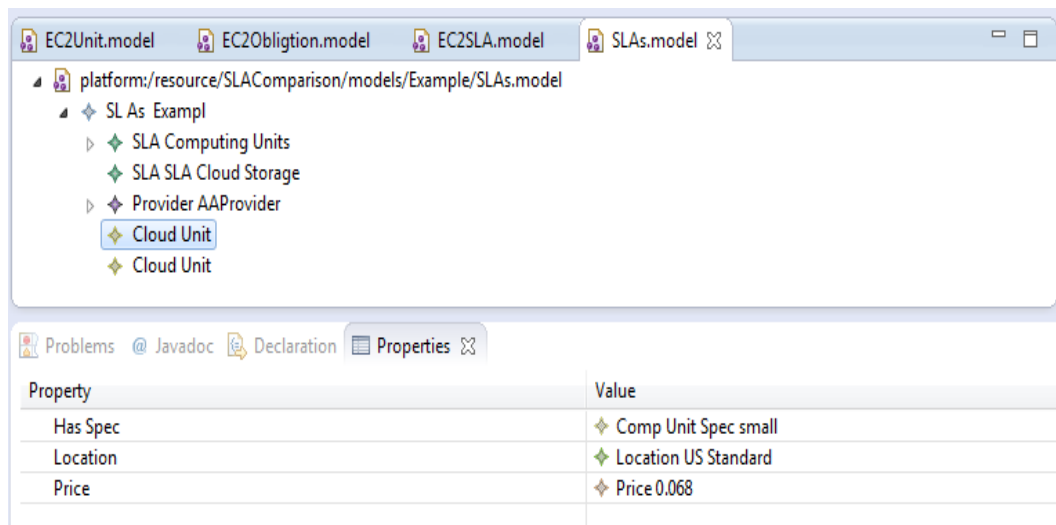 EC2Unit.model EC2Obligtion.model EC2SLA.model SLAs.model
platform:/resource/SLAComparison/models/Example/SLAs.model
SL As Exampl
SLA Computing Units
SLA SLA Cloud Storage
Provider AAProvider
Cloud Unit
Cloud Unit
Problems @ Javadoc Declaration Properties
Property Value
Has Spec Comp Unit Spec small
Location Location US Standard
Price Price 0.068